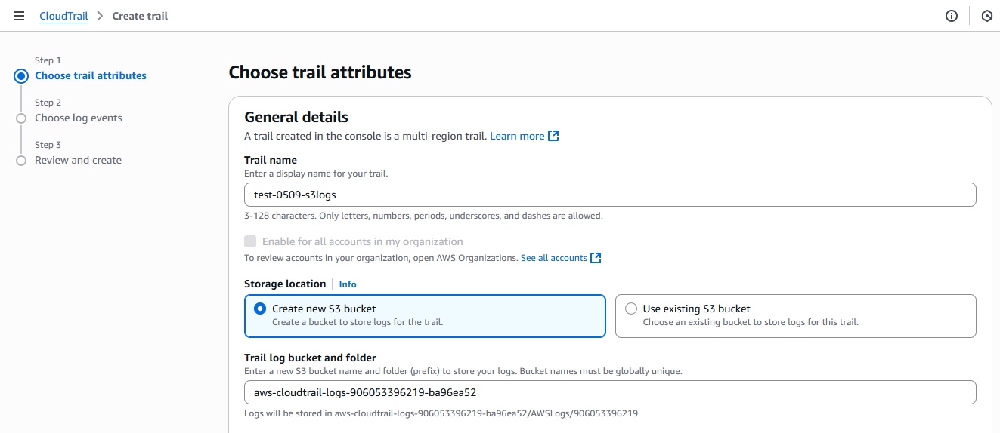 CloudTrail > Create trail
Step 1
Choose trail attributes
Step 2
Choose log events
Step 3
Review and create
Choose trail attributes
General details
A trail created in the console is a multi-region trail. Learn more
Trail name
Enter a display name for your trail.
test-0509-s3logs
3-128 characters. Only letters, numbers, periods, underscores, and dashes are allowed.
Enable for all accounts in my organization
To review accounts in your organization, open AWS Organizations. See all accounts
Storage location | Info
Create new S3 bucket
Create a bucket to store logs for the trail.
Use existing S3 bucket
Choose an existing bucket to store logs for this trail.
Trail log bucket and folder
Enter a new S3 bucket name and folder (prefix) to store your logs. Bucket names must be globally unique.
aws-cloudtrail-logs-906053396219-ba96ea52
Logs will be stored in aws-cloudtrail-logs-906053396219-ba96ea52/AWSLogs/906053396219